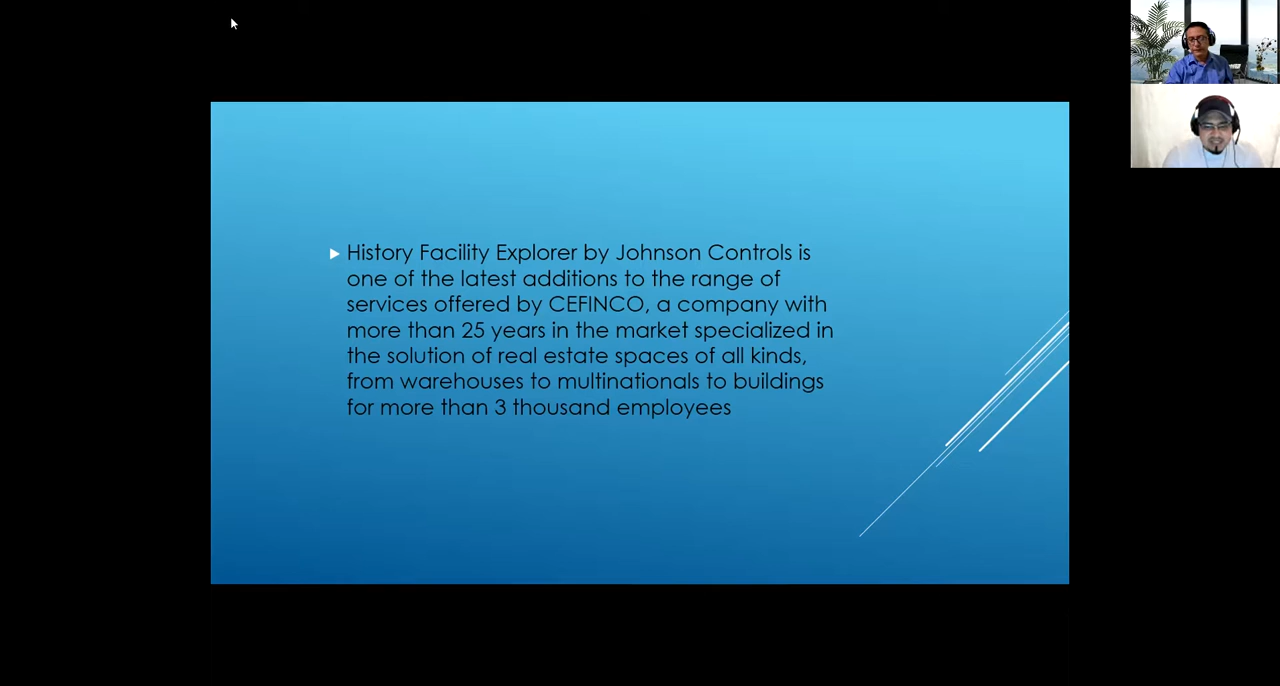 History Facility Explorer by Johnson Controls is
one of the latest additions to the range of
services offered by CEFINCO, a company with
more than 25 years in the market specialized in
the solution of real estate spaces of all kinds,
from warehouses to multinationals to buildings
for more than 3 thousand employees